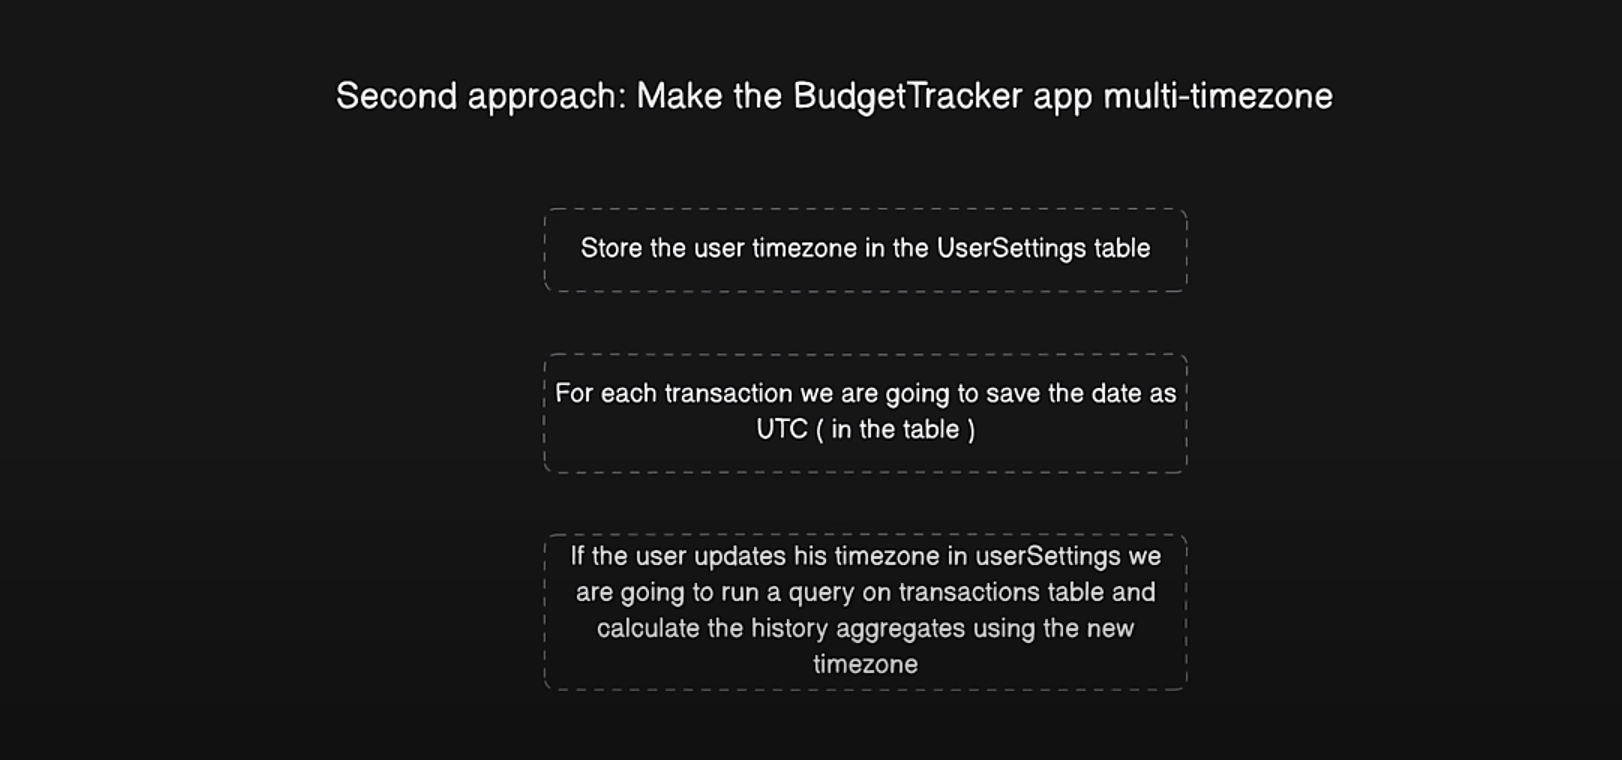 Second approach: Make the BudgetTracker app multi-timezone
Store the user timezone in the UserSettings table
For each transaction we are going to save the date as
UTC ( in the table )
If the user updates his timezone in userSettings we
are going to run a query on transactions table and
calculate the history aggregates using the new
timezone